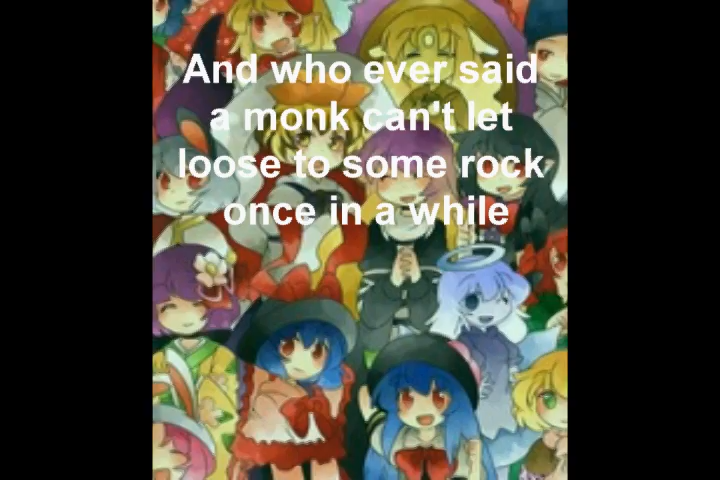 And who ever said
a monk can't let
loose to some rock
once in a while